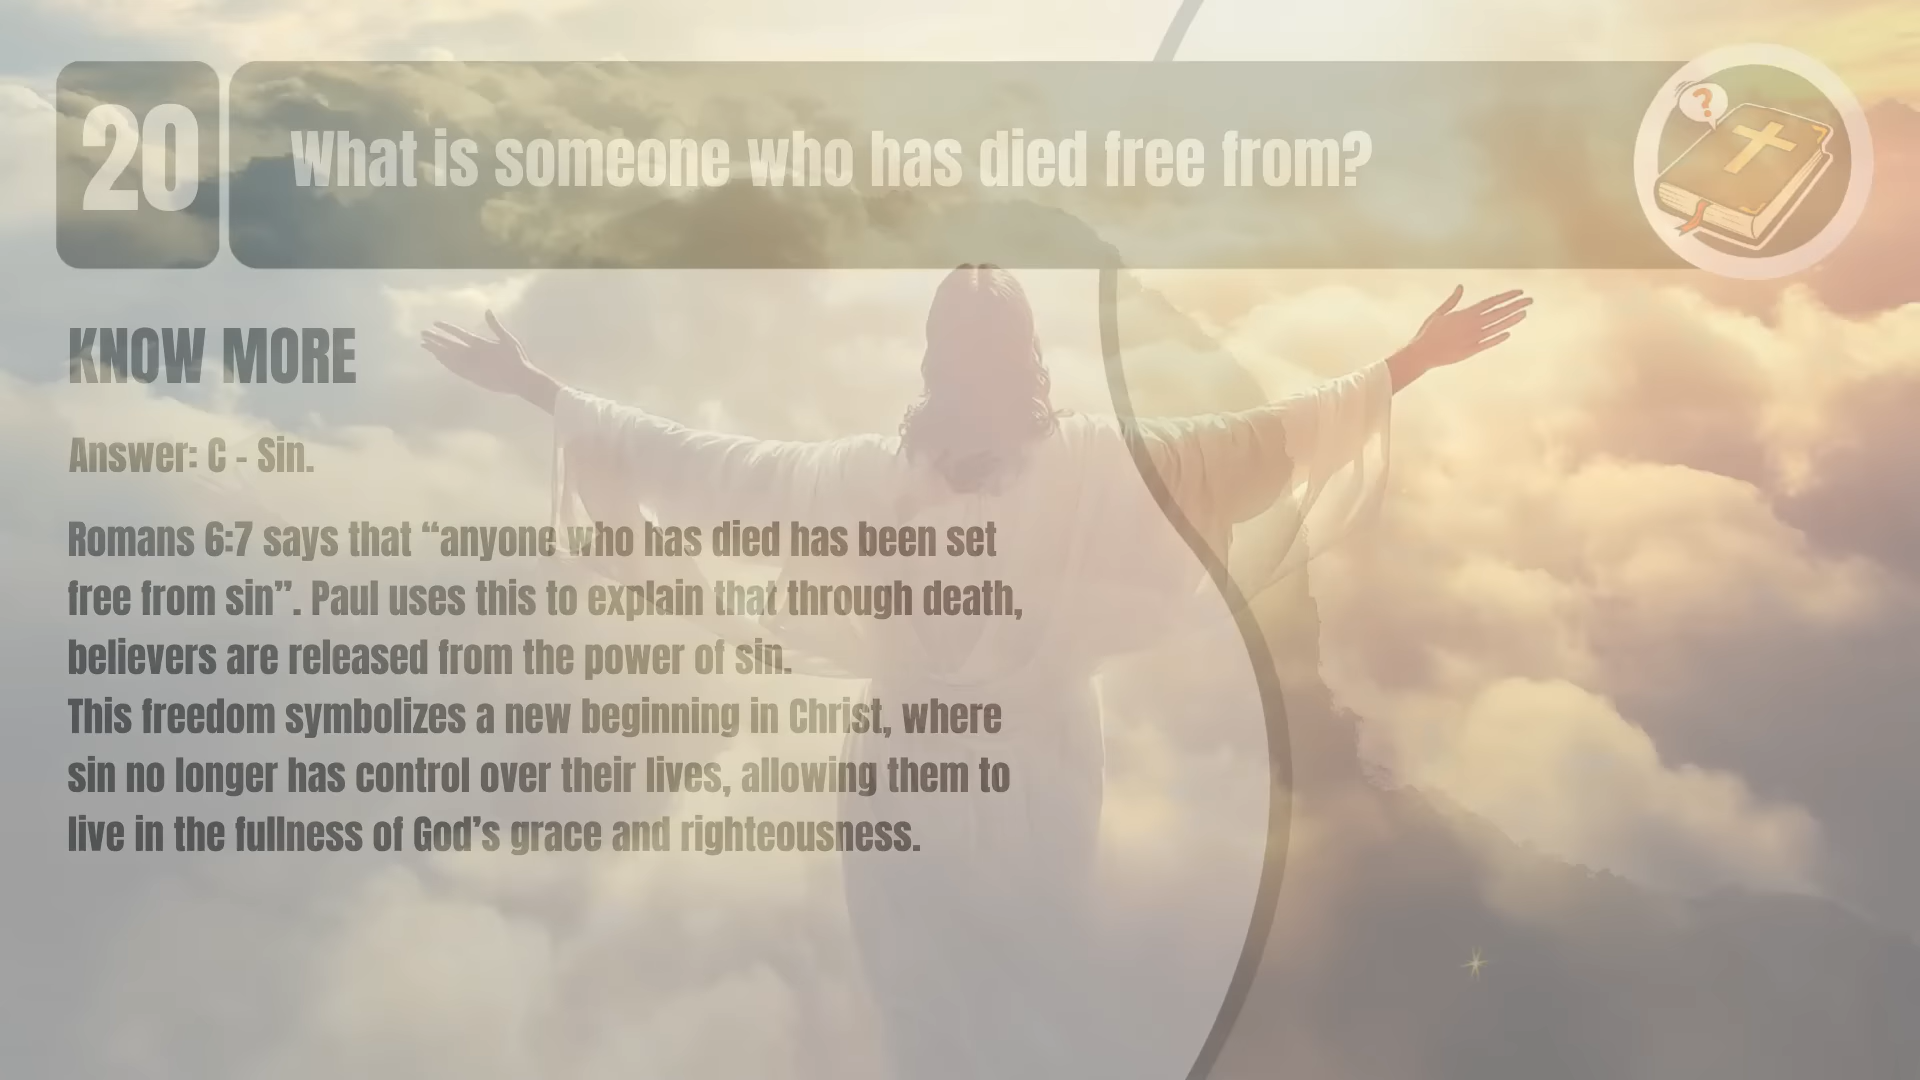 20
What is someone who has died free from?
?
KNOW MORE
Answer: C - Sin.
Romans 6:7 says that “anyone who has died has been set
free from sin”. Paul uses this to explain that through death,
believers are released from the power of sin.
This freedom symbolizes a new beginning in Christ, where
sin no longer has control over their lives, allowing them to
live in the fullness of God’s grace and righteousness.